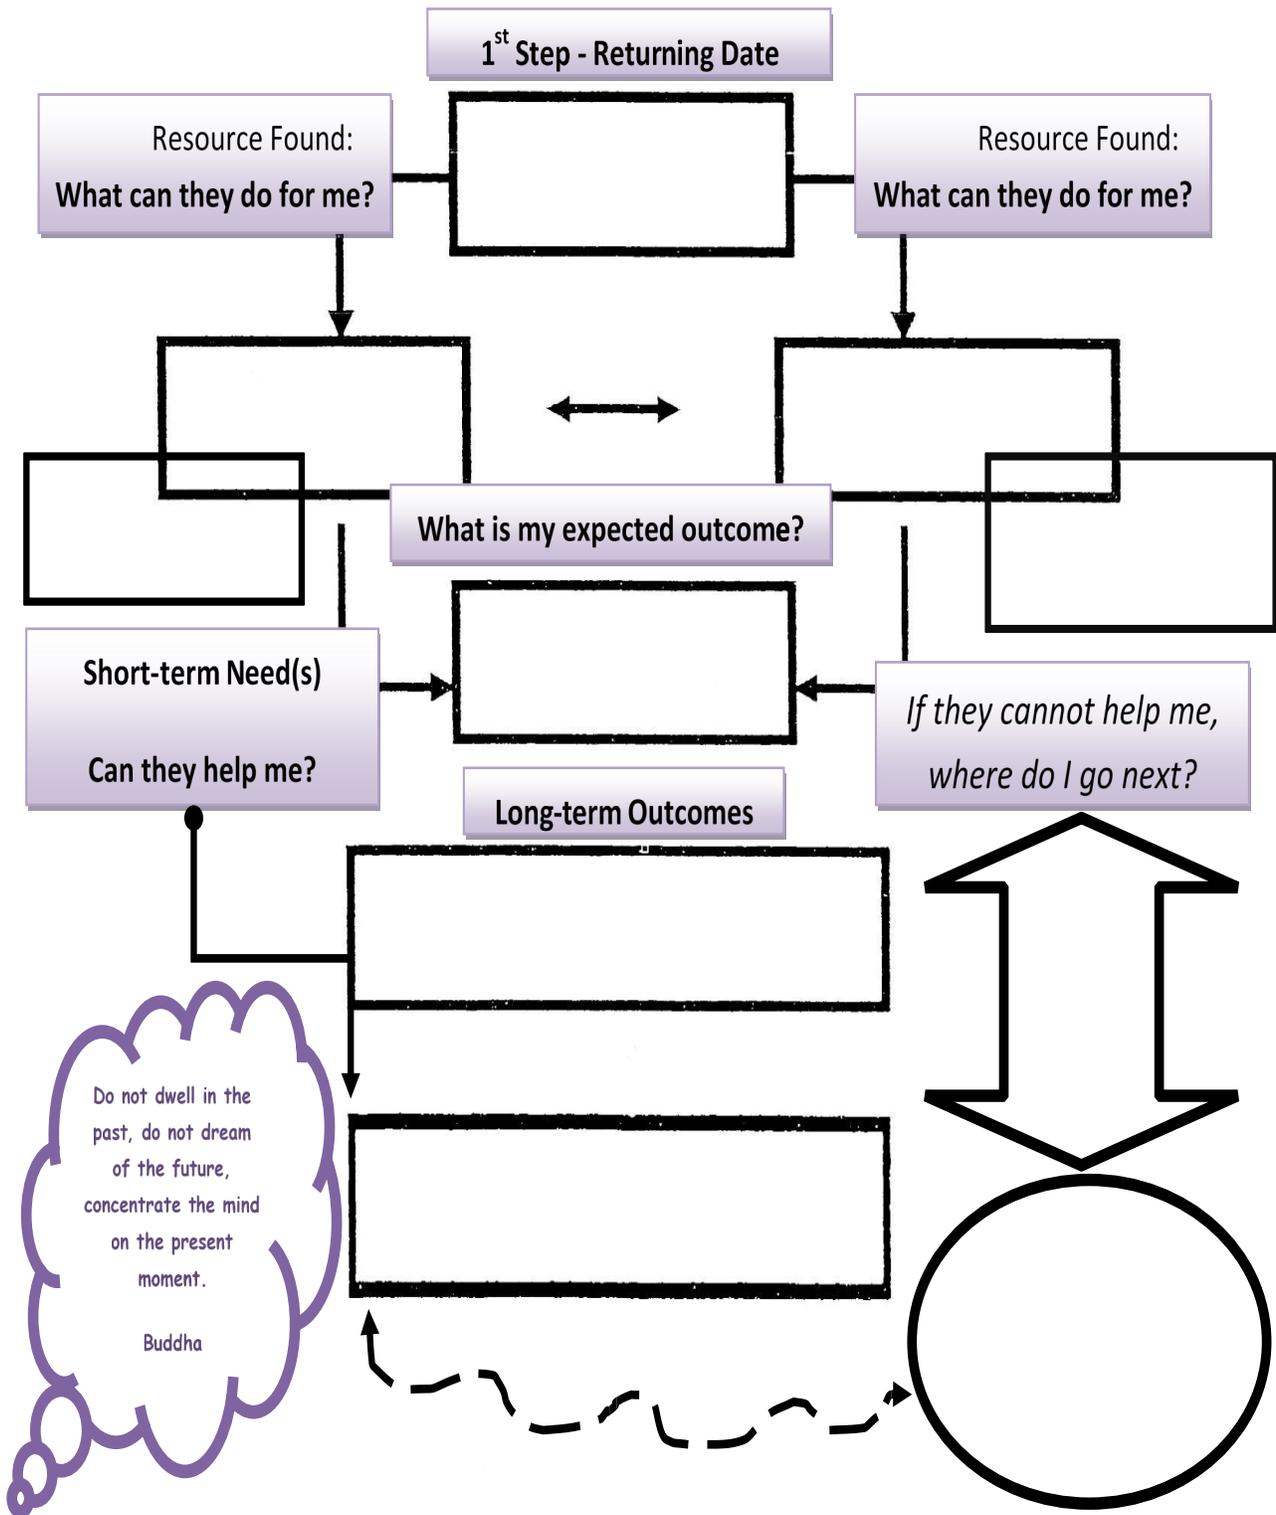 1st Step - Returning Date
Resource Found:
What can they do for me?
Resource Found:
What can they do for me?
What is my expected outcome?
Short-term Need(s)
Can they help me?
If they cannot help me,
where do I go next?
Long-term Outcomes
Do not dwell in the
past, do not dream
of the future,
concentrate the mind
on the present
moment.
Buddha